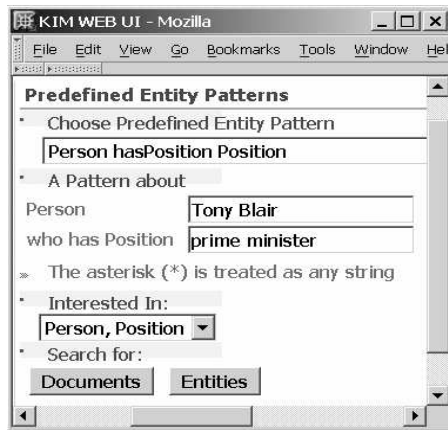 KIM WEB UI - Mozilla
File Edit View Go Bookmarks Tools Window Hel
Predefined Entity Patterns
Choose Predefined Entity Pattern
Person hasPosition Position
A Pattern about
Person Tony Blair
who has Position prime minister
» The asterisk (*) is treated as any string
Interested In:
Person, Position
Search for:
Documents Entities